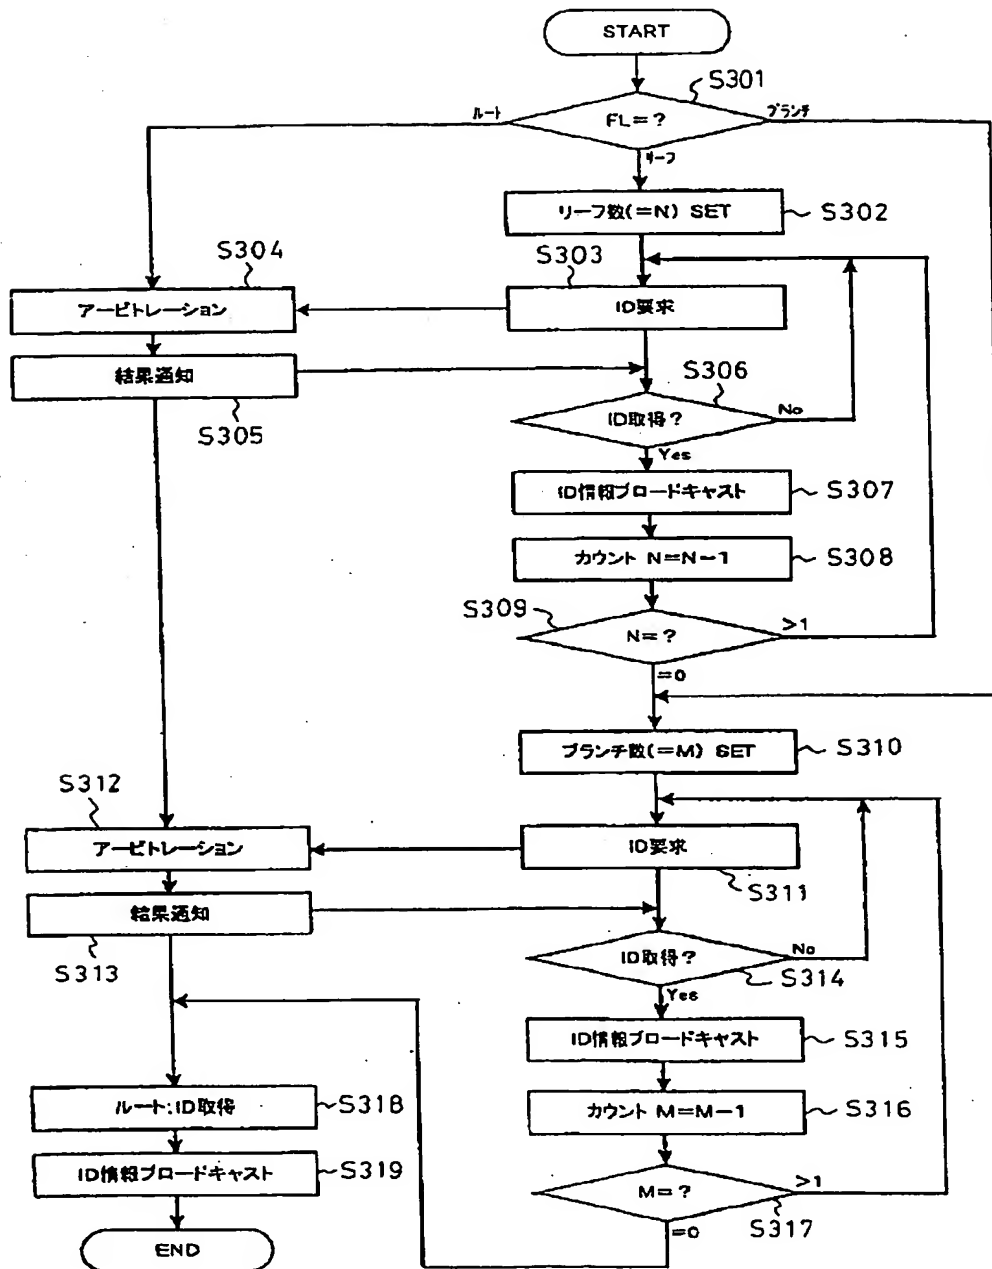 START
S301
ルート
FL=?
ブランチ
リーフ
リーフ数(=N) SET
S302
S304
S303
アービトレーション
ID要求
結果通知
S305
S306
ID取得?
No
Yes
ID情報ブロードキャスト
S307
カウント N=N-1
S308
S309
N=?
>1
=0
ブランチ数(=M) SET
S310
S312
アービトレーション
ID要求
S311
結果通知
S313
ID取得?
No
S314
Yes
ID情報ブロードキャスト
S315
ルート:ID取得
S318
カウント M=M-1
S316
ID情報ブロードキャスト
S319
M=?
>1
S317
=0
END